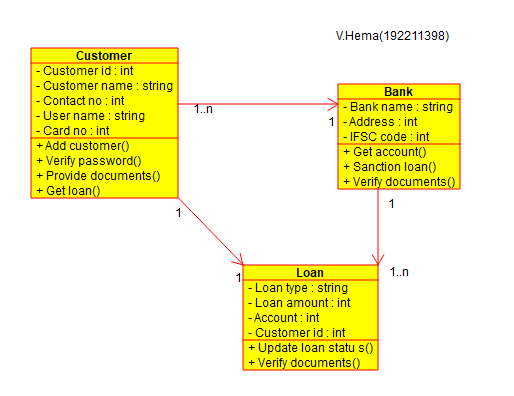 V.Hema(192211398)
Customer
- Customer id : int
- Customer name : string
- Contact no : int
- User name : string
- Card no : int
+ Add customer()
+ Verify password()
+ Provide documents()
+ Get loan()
1..n
1
Bank
- Bank name : string
- Address : int
- IFSC code : int
+ Get account()
+ Sanction loan()
+ Verify documents()
1
1
1
1..n
Loan
- Loan type : string
- Loan amount : int
- Account : int
- Customer id : int
+ Update loan statu s()
+ Verify documents()